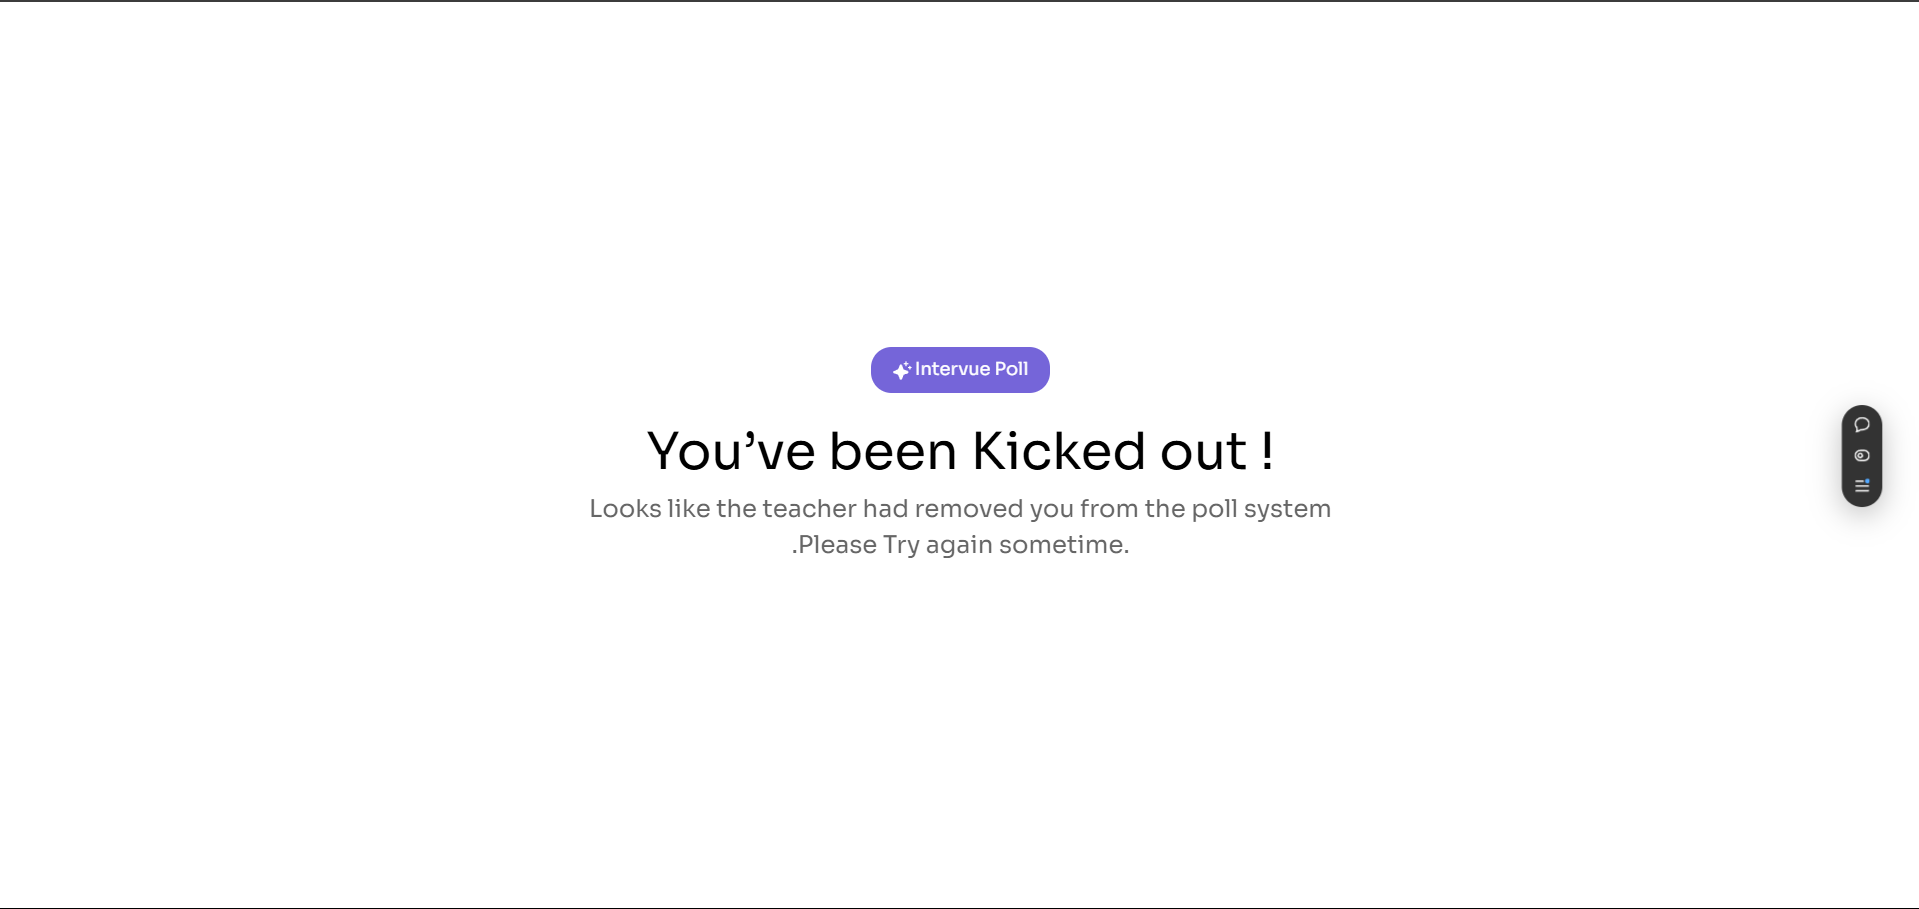 Intervue Poll
You’ve been Kicked out !
Looks like the teacher had removed you from the poll system
.Please Try again sometime.